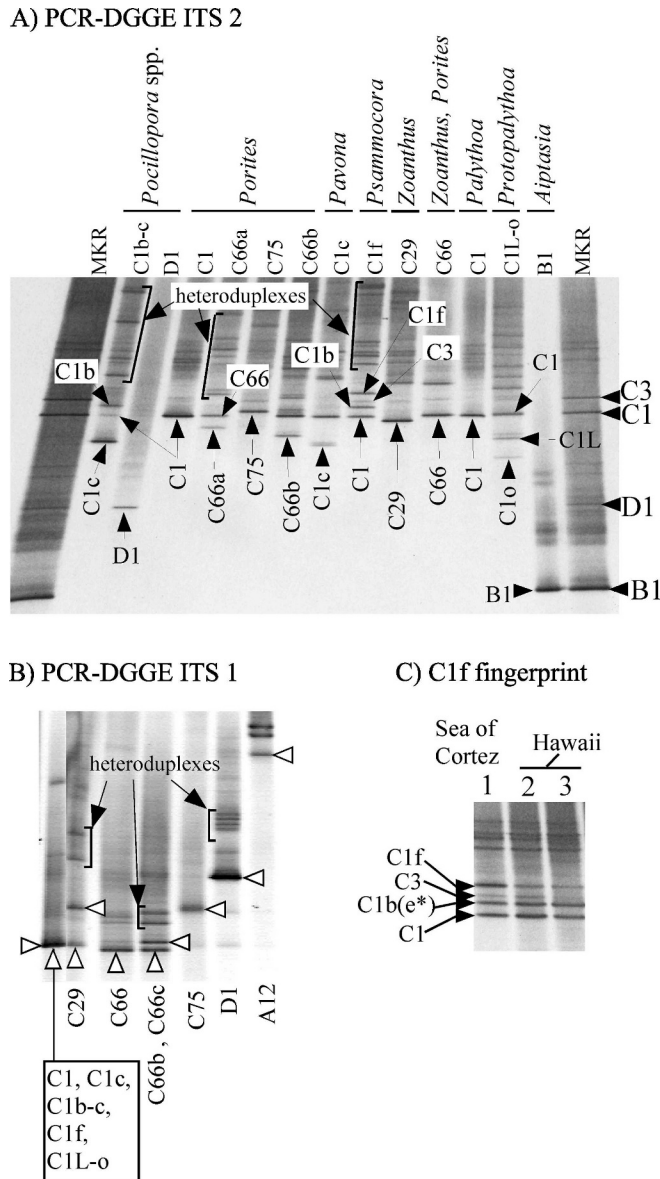 A) PCR-DGGE ITS 2
Pocillopora spp.
Porites
Pavona
Psammocora
Zoanthus
Zoanthus, Porites
Palythoa
Protopalythoa
Aiptasia
MKR
C1b-c
D1
C1
C66a
C75
C66b
C1c
C1f
C29
C66
C1
C1L-o
B1
MKR
heteroduplexes
C1f
C1b
C1b
C3
C66
C1
C3
C1
C1L
C1c
C1
C66a
C75
C66b
C1c
C1
C29
C66
C1
C1o
D1
D1
B1
B1
B) PCR-DGGE ITS 1
heteroduplexes
C29
C66
C66b , C66c
C75
D1
A12
C1, C1c,
C1b-c,
C1f,
C1L-o
C) C1f fingerprint
Sea of
Cortez
Hawaii
1 2 3
C1f
C3
C1b(e*)
C1